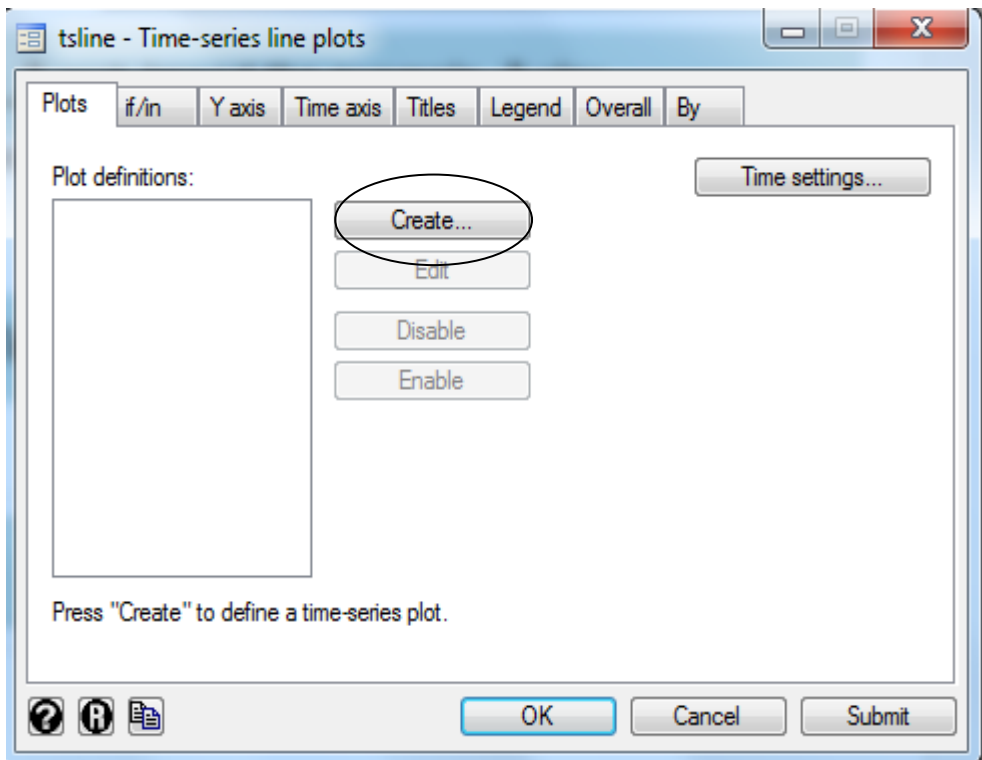 tsline - Time-series line plots
Plots if/in Y axis Time axis Titles Legend Overall By
Plot definitions:
Time settings...
Create...
Edit
Disable
Enable
Press "Create" to define a time-series plot.
? R OK Cancel Submit